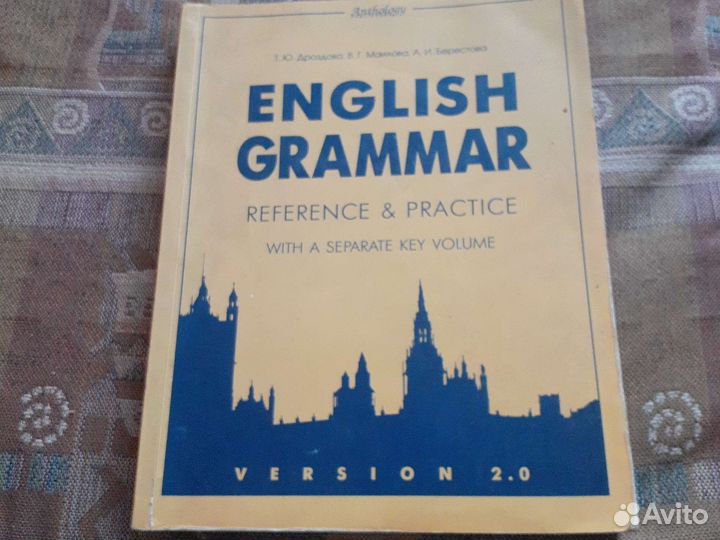 Anthology
Т. Ю. Дроздова, В. Г. Маилова, А. И. Берестова
ENGLISH
GRAMMAR
REFERENCE & PRACTICE
WITH A SEPARATE KEY VOLUME
VERSION 2.0
Avito